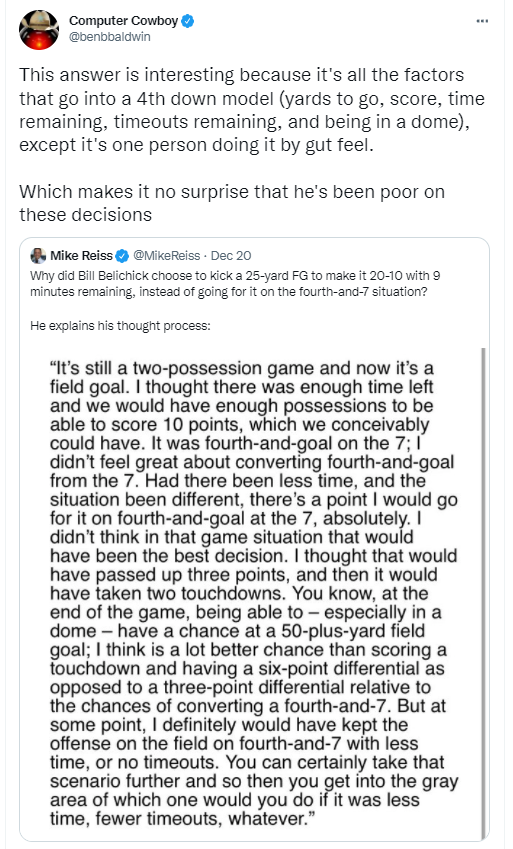 Computer Cowboy
@benbbaldwin
This answer is interesting because it's all the factors
that go into a 4th down model (yards to go, score, time
remaining, timeouts remaining, and being in a dome),
except it's one person doing it by gut feel.
Which makes it no surprise that he's been poor on
these decisions
Mike Reiss @MikeReiss · Dec 20
Why did Bill Belichick choose to kick a 25-yard FG to make it 20-10 with 9
minutes remaining, instead of going for it on the fourth-and-7 situation?
He explains his thought process:
“It’s still a two-possession game and now it’s a
field goal. I thought there was enough time left
and we would have enough possessions to be
able to score 10 points, which we conceivably
could have. It was fourth-and-goal on the 7; I
didn’t feel great about converting fourth-and-goal
from the 7. Had there been less time, and the
situation been different, there’s a point I would go
for it on fourth-and-goal at the 7, absolutely. I
didn’t think in that game situation that would
have been the best decision. I thought that would
have passed up three points, and then it would
have taken two touchdowns. You know, at the
end of the game, being able to – especially in a
dome – have a chance at a 50-plus-yard field
goal; I think is a lot better chance than scoring a
touchdown and having a six-point differential as
opposed to a three-point differential relative to
the chances of converting a fourth-and-7. But at
some point, I definitely would have kept the
offense on the field on fourth-and-7 with less
time, or no timeouts. You can certainly take that
scenario further and so then you get into the gray
area of which one would you do if it was less
time, fewer timeouts, whatever.”